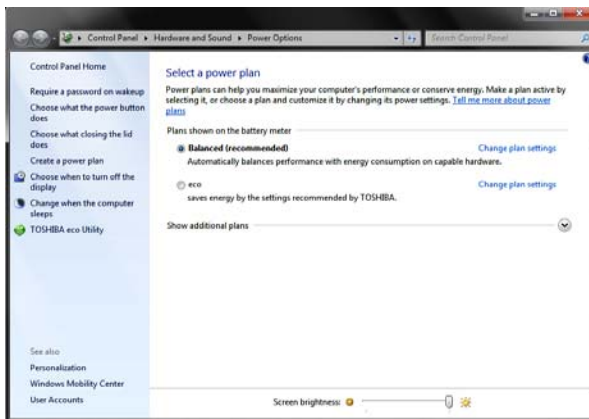 Control Panel ▸ Hardware and Sound ▸ Power Options
Search Control Panel
Control Panel Home
Require a password on wakeup
Choose what the power button
does
Choose what closing the lid
does
Create a power plan
Choose when to turn off the
display
Change when the computer
sleeps
TOSHIBA eco Utility
See also
Personalization
Windows Mobility Center
User Accounts
Select a power plan
Power plans can help you maximize your computer's performance or conserve energy. Make a plan active by
selecting it, or choose a plan and customize it by changing its power settings. Tell me more about power
plans
Plans shown on the battery meter
Balanced (recommended) Change plan settings
Automatically balances performance with energy consumption on capable hardware.
eco Change plan settings
saves energy by the settings recommended by TOSHIBA.
Show additional plans
Screen brightness: